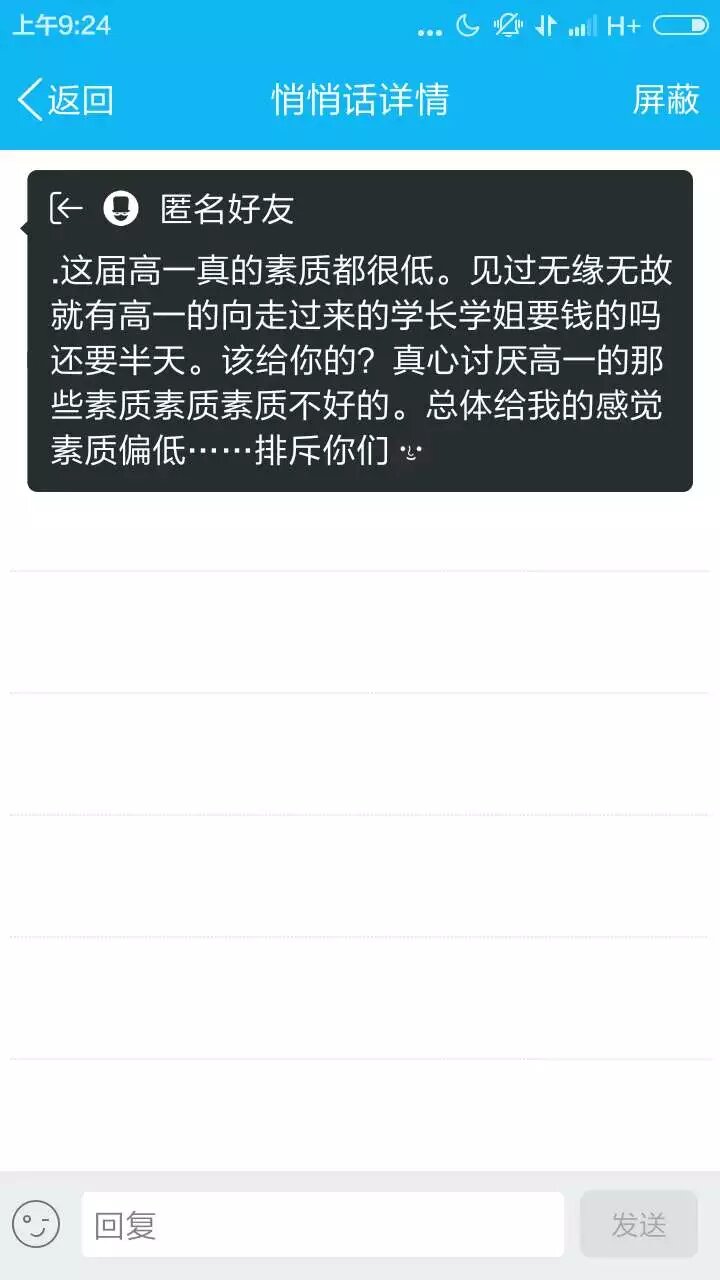 上午9:24 ... H+
返回 悄悄话详情 屏蔽
匿名好友
.这届高一真的素质都很低。见过无缘无故
就有高一的向走过来的学长学姐要钱的吗
还要半天。该给你的？真心讨厌高一的那
些素质素质素质不好的。总体给我的感觉
素质偏低……排斥你们
回复 发送